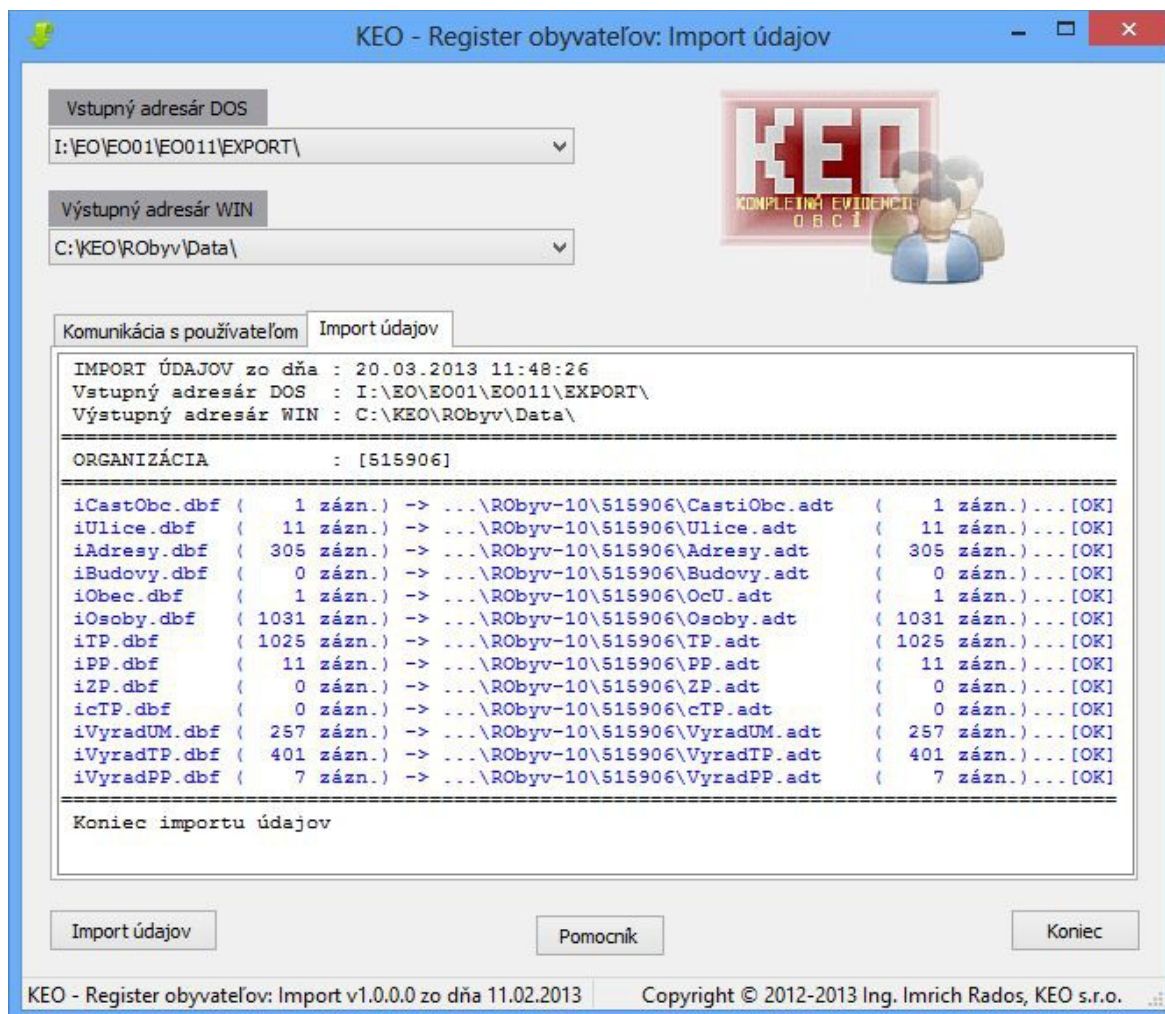 KEO - Register obyvateľov: Import údajov
Vstupný adresár DOS
I:\EO\EO01\EO011\EXPORT\
Výstupný adresár WIN
C:\KEO\RObyv\Data\
KEO
KOMPLETNÁ EVIDENCIE
OBCÍ
Komunikácia s používateľom Import údajov
IMPORT ÚDAJOV zo dňa : 20.03.2013 11:48:26
Vstupný adresár DOS : I:\EO\EO01\EO011\EXPORT\
Výstupný adresár WIN : C:\KEO\RObyv\Data\
ORGANIZÁCIA : [515906]
iCastObc.dbf ( 1 zázn.) -> ...\RObyv-10\515906\CastiObc.adt ( 1 zázn.)...[OK]
iUlice.dbf ( 11 zázn.) -> ...\RObyv-10\515906\Ulice.adt ( 11 zázn.)...[OK]
iAdresy.dbf ( 305 zázn.) -> ...\RObyv-10\515906\Adresy.adt ( 305 zázn.)...[OK]
iBudovy.dbf ( 0 zázn.) -> ...\RObyv-10\515906\Budovy.adt ( 0 zázn.)...[OK]
iObec.dbf ( 1 zázn.) -> ...\RObyv-10\515906\OcU.adt ( 1 zázn.)...[OK]
iOsoby.dbf ( 1031 zázn.) -> ...\RObyv-10\515906\Osoby.adt ( 1031 zázn.)...[OK]
iTP.dbf ( 1025 zázn.) -> ...\RObyv-10\515906\TP.adt ( 1025 zázn.)...[OK]
iPP.dbf ( 11 zázn.) -> ...\RObyv-10\515906\PP.adt ( 11 zázn.)...[OK]
iZP.dbf ( 0 zázn.) -> ...\RObyv-10\515906\ZP.adt ( 0 zázn.)...[OK]
icTP.dbf ( 0 zázn.) -> ...\RObyv-10\515906\cTP.adt ( 0 zázn.)...[OK]
iVyradUM.dbf ( 257 zázn.) -> ...\RObyv-10\515906\VyradUM.adt ( 257 zázn.)...[OK]
iVyradTP.dbf ( 401 zázn.) -> ...\RObyv-10\515906\VyradTP.adt ( 401 zázn.)...[OK]
iVyradPP.dbf ( 7 zázn.) -> ...\RObyv-10\515906\VyradPP.adt ( 7 zázn.)...[OK]
Koniec importu údajov
Import údajov Pomocník Koniec
KEO - Register obyvateľov: Import v1.0.0.0 zo dňa 11.02.2013 Copyright © 2012-2013 Ing. Imrich Rados, KEO s.r.o.